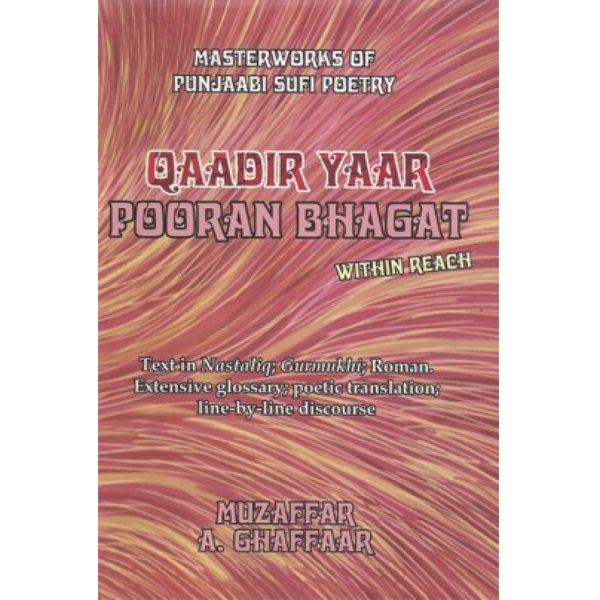 MASTERWORKS OF
PUNJAABI SUFI POETRY
QAADIR YAAR
POORAN BHAGAT
WITHIN REACH
Text in Nastaliq; Gurmukhi; Roman.
Extensive glossary; poetic translation;
line-by-line discourse
MUZAFFAR
A. GHAFFAAR